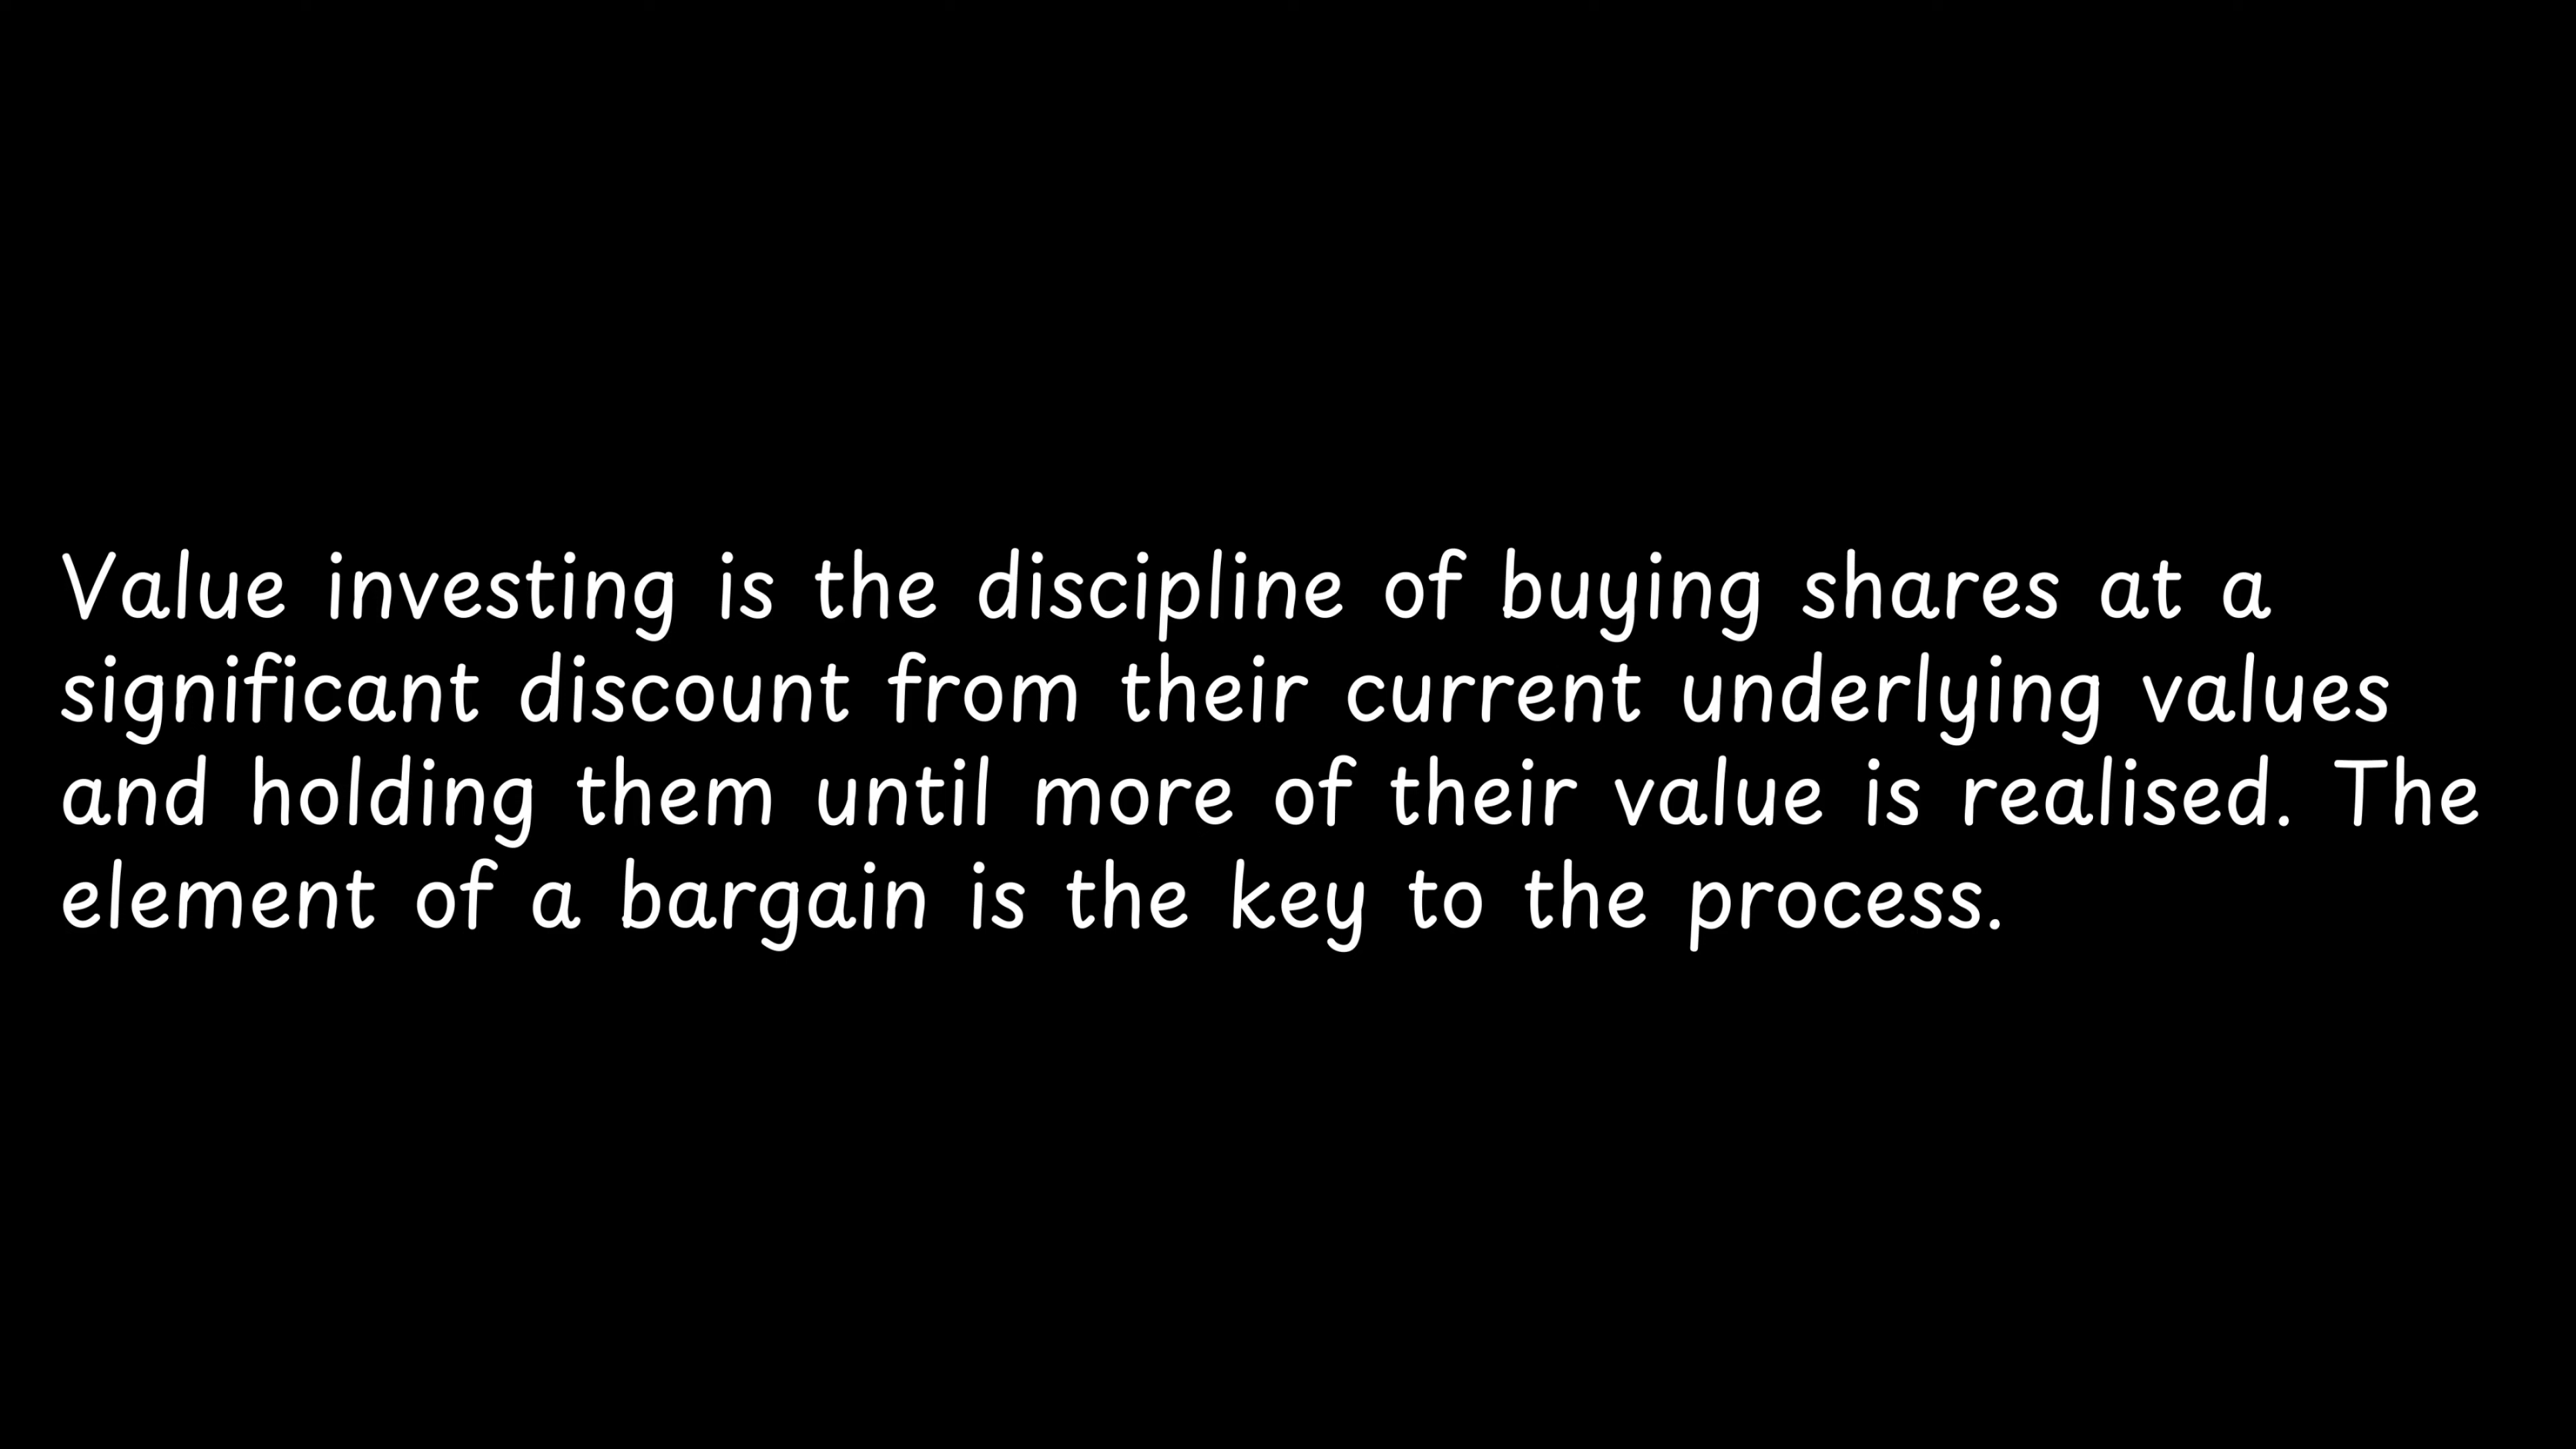 Value investing is the discipline of buying shares at a
significant discount from their current underlying values
and holding them until more of their value is realised. The
element of a bargain is the key to the process.